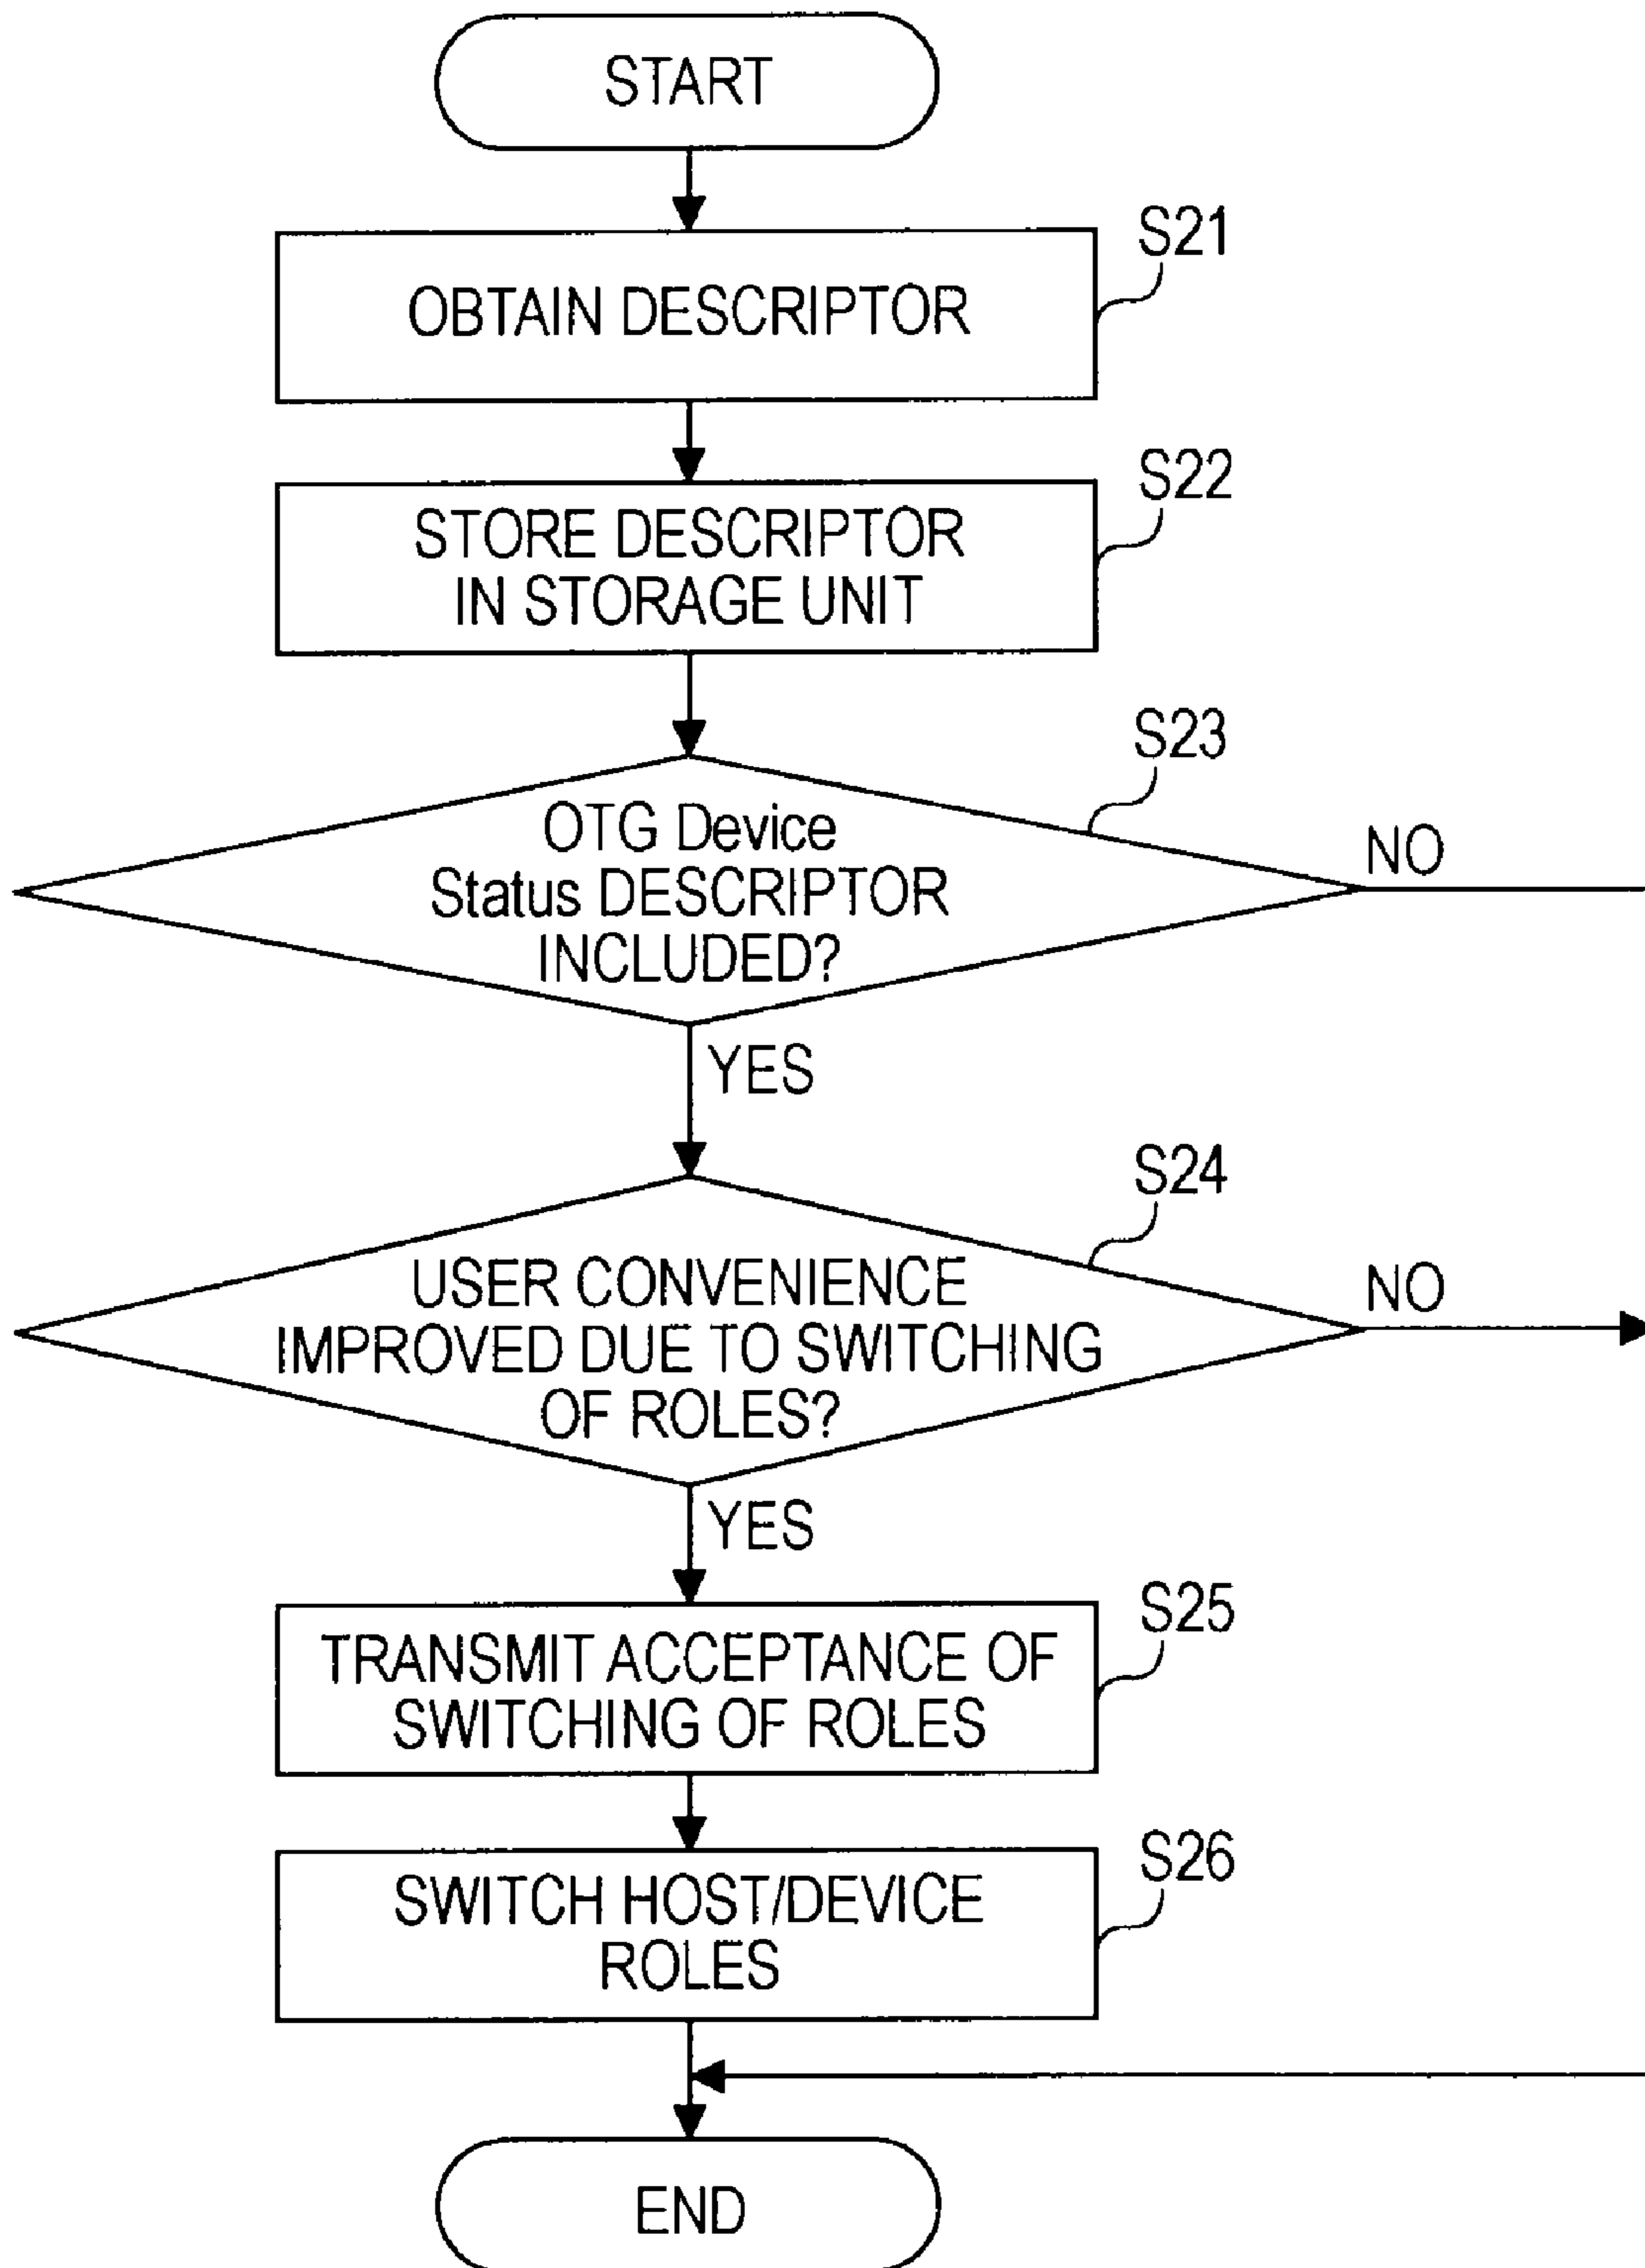 START
S21
OBTAIN DESCRIPTOR
S22
STORE DESCRIPTOR
IN STORAGE UNIT
S23
OTG Device
Status DESCRIPTOR
INCLUDED?
NO
YES
S24
USER CONVENIENCE
IMPROVED DUE TO SWITCHING
OF ROLES?
NO
YES
S25
TRANSMIT ACCEPTANCE OF
SWITCHING OF ROLES
S26
SWITCH HOST/DEVICE
ROLES
END